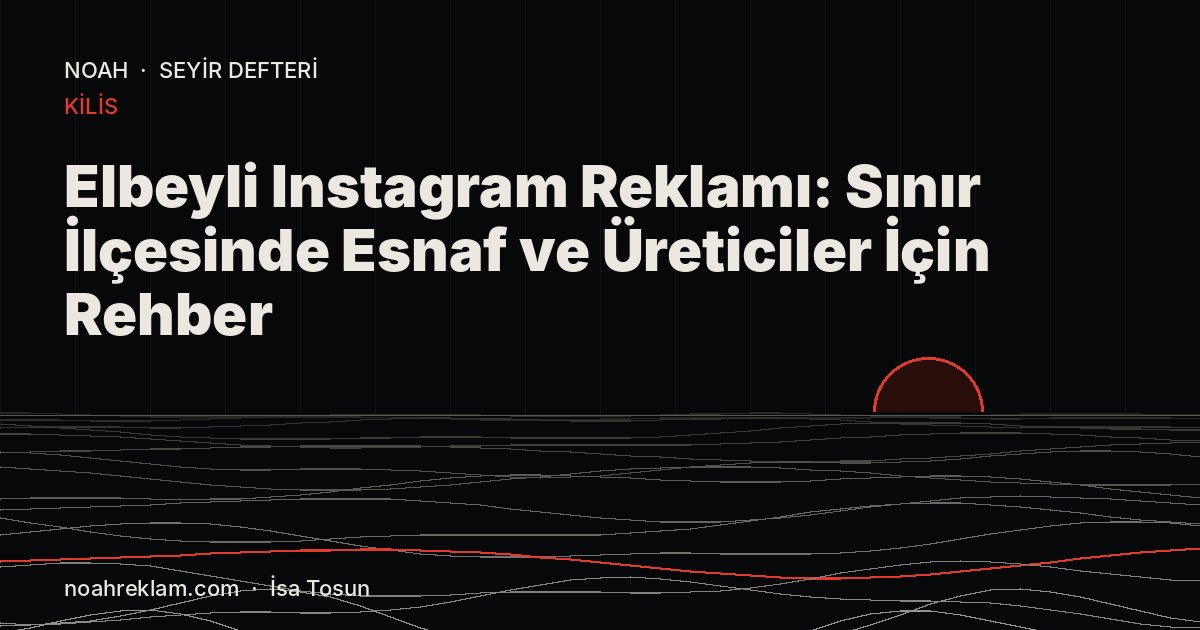 NOAH · SEYİR DEFTERİ
KİLİS
Elbeyli Instagram Reklamı: Sınır
İlçesinde Esnaf ve Üreticiler İçin
Rehber
noahreklam.com · İsa Tosun